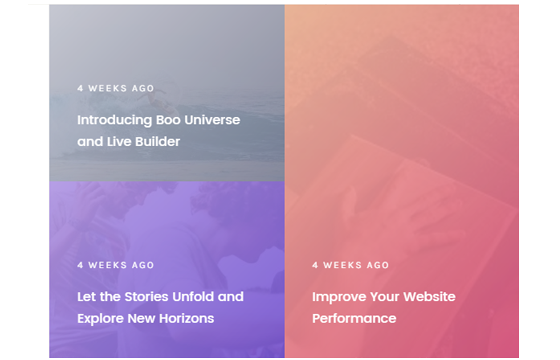 4 WEEKS AGO
Introducing Boo Universe
and Live Builder
4 WEEKS AGO
Let the Stories Unfold and
Explore New Horizons
4 WEEKS AGO
Improve Your Website
Performance